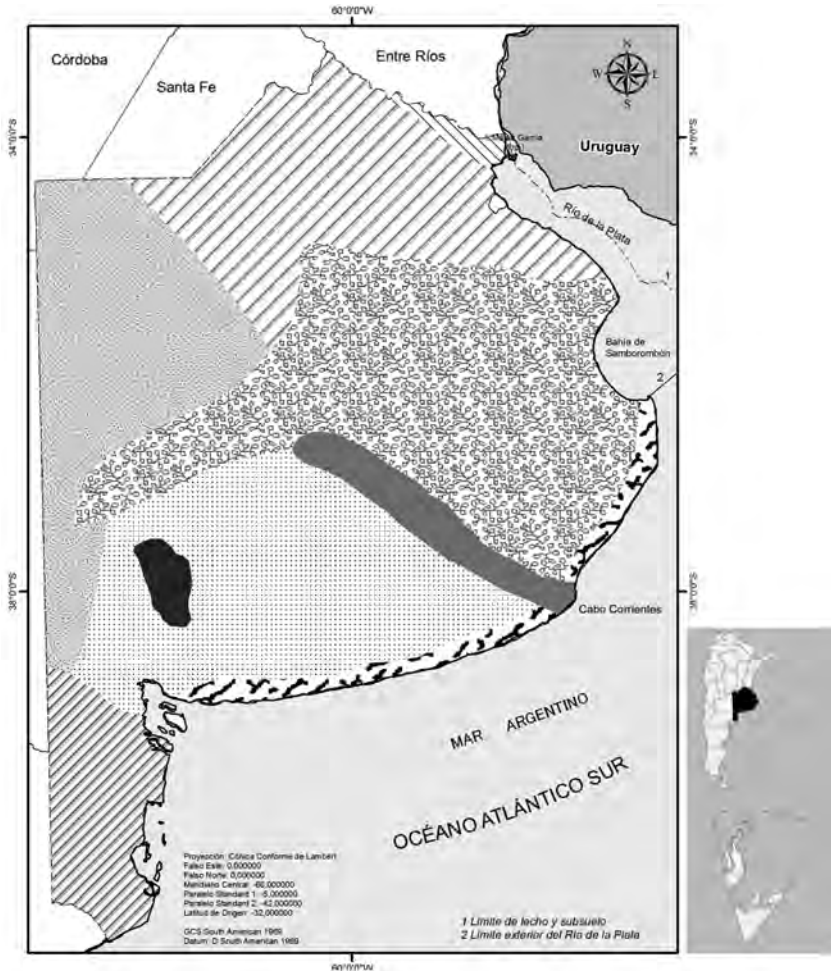 60°0'0"W
Córdoba
Santa Fe
Entre Ríos
N
W
S
34°0'0"S
34°0'0"S
Uruguay
Río de la Plata
1
Bahía de
Samborombón
2
38°0'0"S
38°0'0"S
Cabo Corrientes
MAR ARGENTINO
OCÉANO ATLÁNTICO SUR
Proyección: Cónica Conforme de Lambert
Falso Este: 0,000000
Falso Norte: 0,000000
Meridiano Central: -60,000000
Paralelo Standard 1: -5,000000
Paralelo Standard 2: -42,000000
Latitud de Origen: -32,000000
GCS South American 1969
Datum: D South American 1969
1 Límite de lecho y subsuelo
2 Límite exterior del Río de la Plata
60°0'0"W